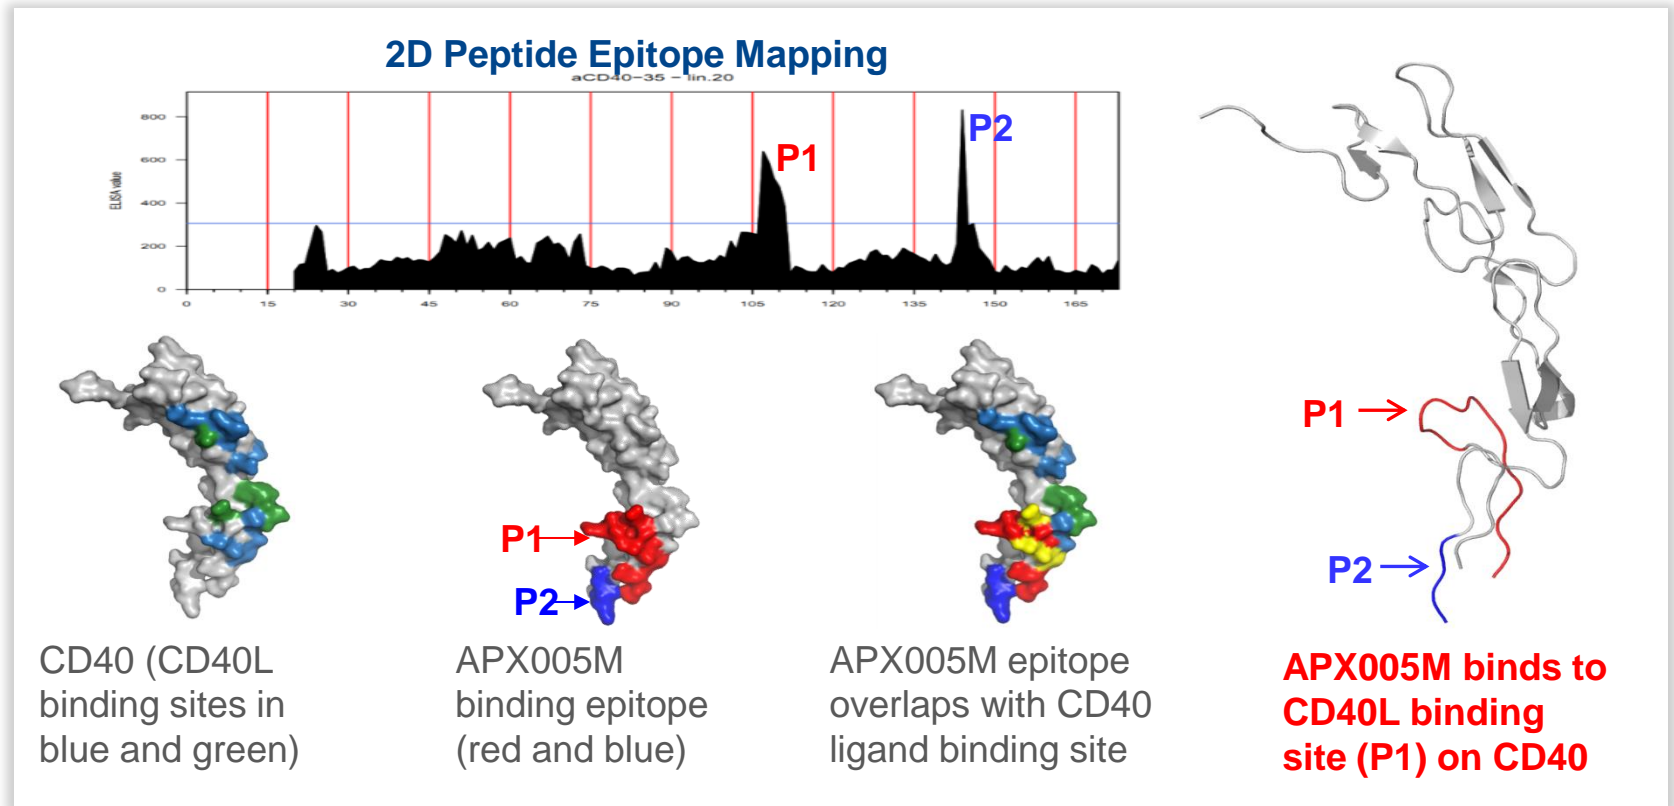 2D Peptide Epitope Mapping
aCD40-35 - lin.20
ELISA value
800
600
400
200
0
0 15 30 45 60 75 90 105 120 135 150 165
P1
P2
P1
P2
P1
P2
CD40 (CD40L
binding sites in
blue and green)
APX005M
binding epitope
(red and blue)
APX005M epitope
overlaps with CD40
ligand binding site
APX005M binds to
CD40L binding
site (P1) on CD40